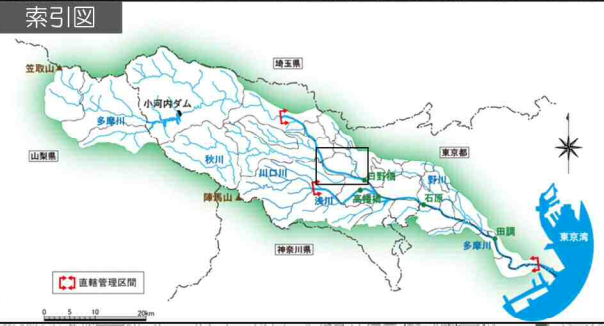 索引図
笠取山
埼玉県
小河内ダム
多摩川
山梨県
秋川
東京都
日野橋
野川
川口川
陣馬山
浅川
高幡橋
石原
田調
東京湾
多摩川
神奈川県
直轄管理区間
0 5 10 20km